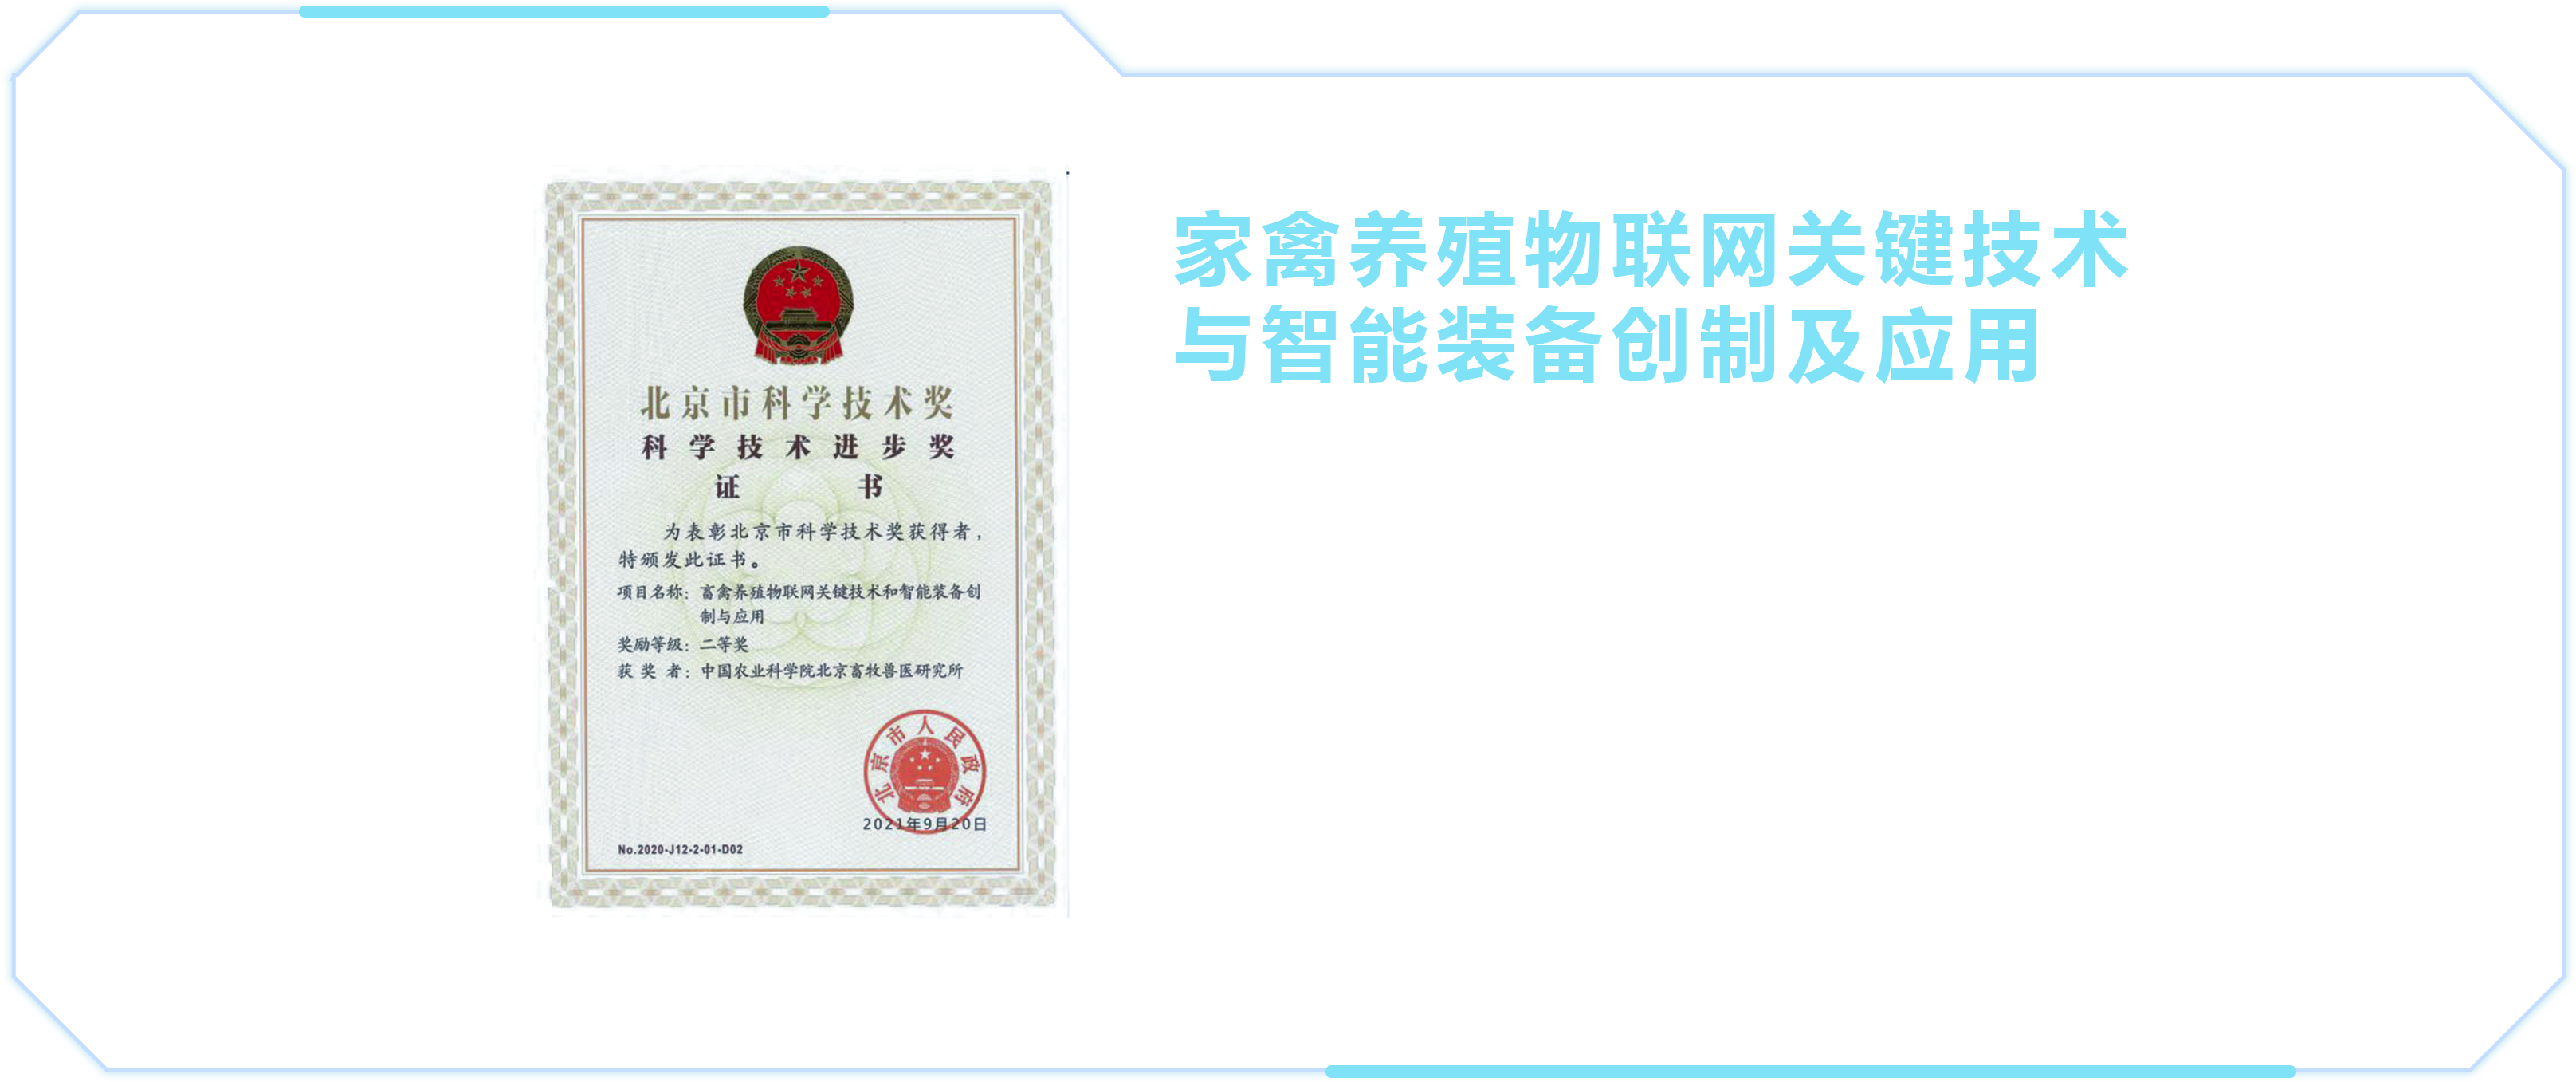 家禽养殖物联网关键技术
与智能装备创制及应用
北京市科学技术奖
科学技术进步奖
证 书
为表彰北京市科学技术奖获得者，
特颁发此证书。
项目名称：畜禽养殖物联网关键技术和智能装备创
制与应用
奖励等级：二等奖
获 奖 者：中国农业科学院北京畜牧兽医研究所
北京市人民政府
2021年9月20日
No.2020-J12-2-01-D02